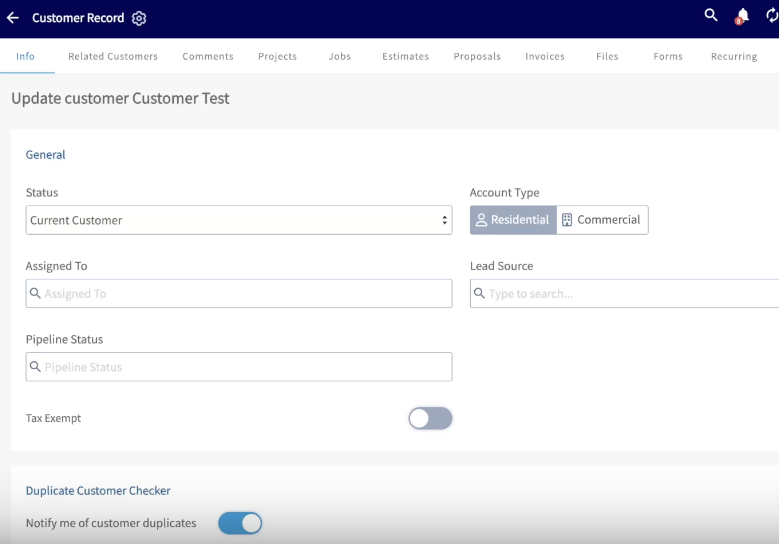 Customer Record
8
Info Related Customers Comments Projects Jobs Estimates Proposals Invoices Files Forms Recurring
Update customer Customer Test
General
Status
Current Customer
Account Type
Residential Commercial
Assigned To
Assigned To
Lead Source
Type to search...
Pipeline Status
Pipeline Status
Tax Exempt
Duplicate Customer Checker
Notify me of customer duplicates